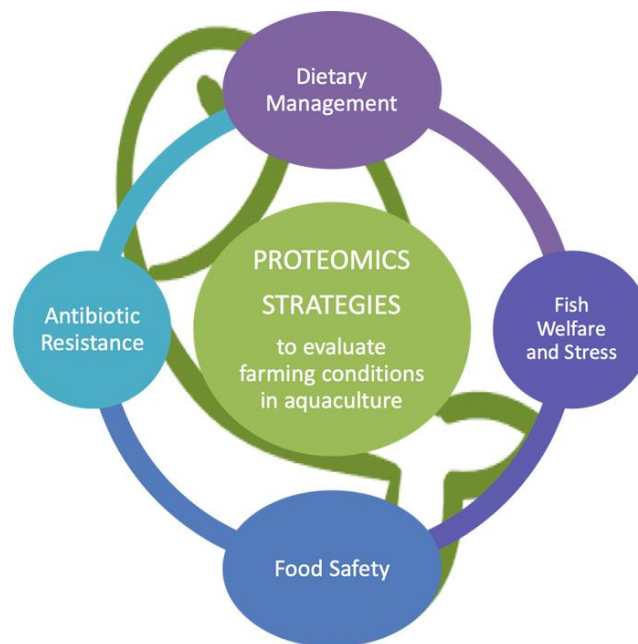 Dietary
Management
PROTEOMICS
STRATEGIES
to evaluate
farming conditions
in aquaculture
Antibiotic
Resistance
Fish
Welfare
and Stress
Food Safety